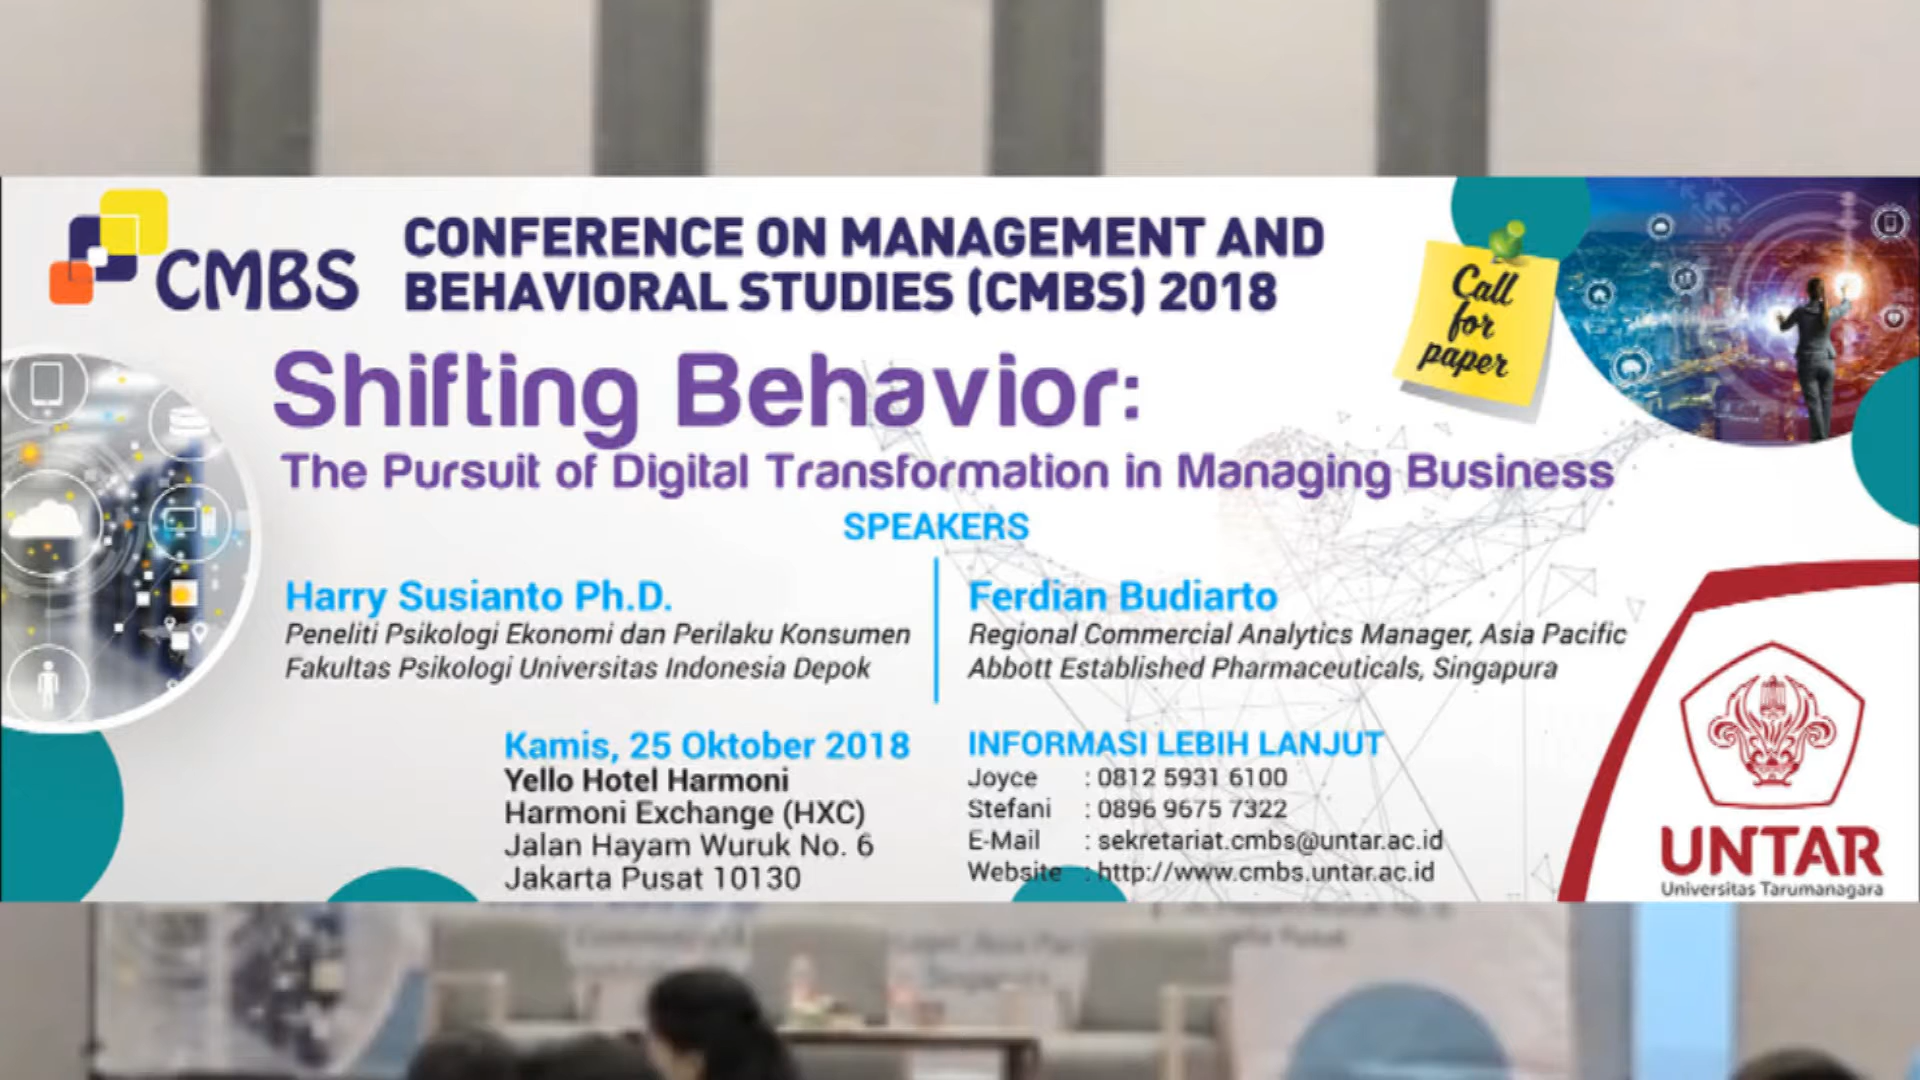 CMBS
CONFERENCE ON MANAGEMENT AND
BEHAVIORAL STUDIES (CMBS) 2018
Call
for
paper
Shifting Behavior:
The Pursuit of Digital Transformation in Managing Business
SPEAKERS
Harry Susianto Ph.D.
Peneliti Psikologi Ekonomi dan Perilaku Konsumen
Fakultas Psikologi Universitas Indonesia Depok
Ferdian Budiarto
Regional Commercial Analytics Manager, Asia Pacific
Abbott Established Pharmaceuticals, Singapura
Kamis, 25 Oktober 2018
Yello Hotel Harmoni
Harmoni Exchange (HXC)
Jalan Hayam Wuruk No. 6
Jakarta Pusat 10130
INFORMASI LEBIH LANJUT
Joyce : 0812 5931 6100
Stefani : 0896 9675 7322
E-Mail : sekretariat.cmbs@untar.ac.id
Website : http://www.cmbs.untar.ac.id
UNTAR
Universitas Tarumanagara